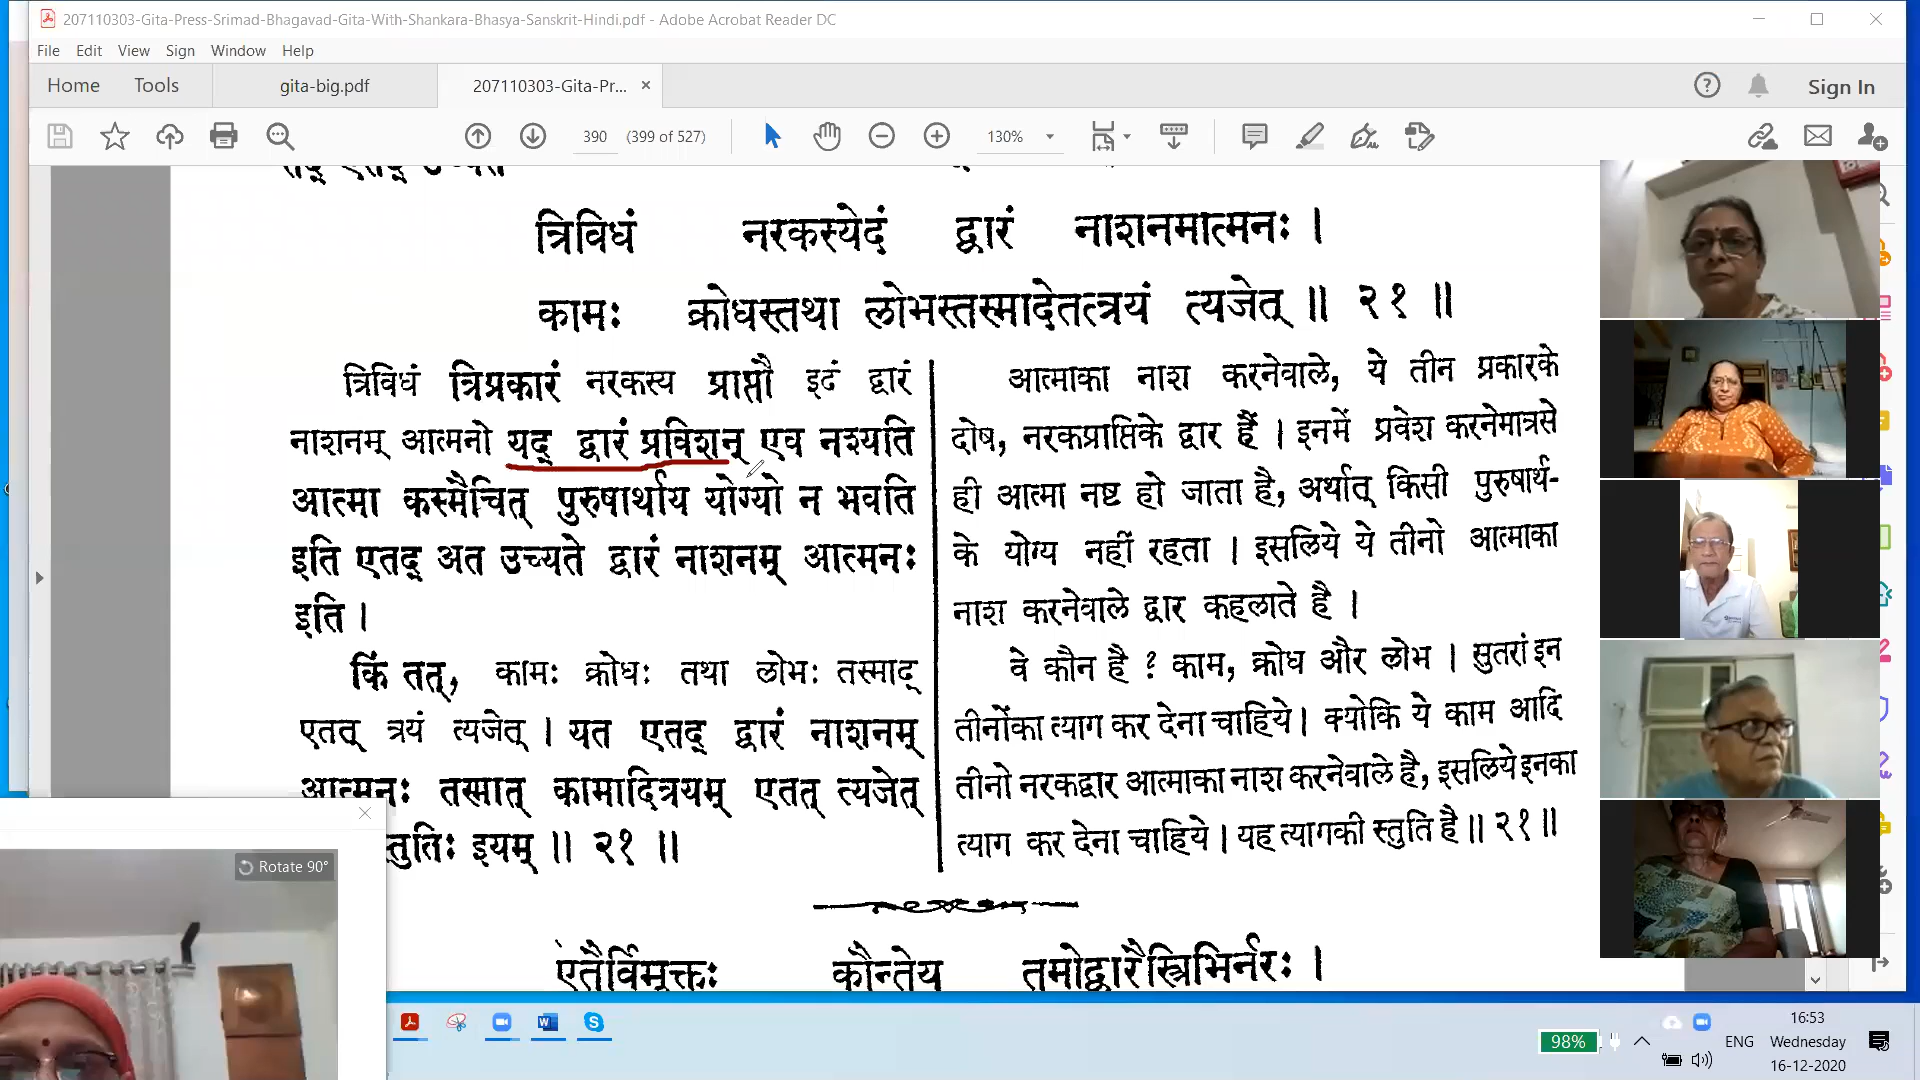 207110303-Gita-Press-Srimad-Bhagavad-Gita-With-Shankara-Bhasya-Sanskrit-Hindi.pdf - Adobe Acrobat Reader DC
File Edit View Sign Window Help
Home Tools gita-big.pdf 207110303-Gita-Pr... × Sign In
390 (399 of 527) 130%
त्रिविधं नरकस्येदं द्वारं नाशनमात्मनः ।
कामः क्रोधस्तथा लोभस्तस्मादेतत्त्रयं त्यजेत् ॥ २१ ॥
त्रिविधं त्रिप्रकारं नरकस्य प्राप्तौ इदं द्वारं
नाशनम् आत्मनो यद् द्वारं प्रविशन् एव नश्यति
आत्मा कस्मैचित् पुरुषार्थाय योग्यो न भवति
इति एतद् अत उच्यते द्वारं नाशनम् आत्मनः
इति ।
किं तत्, कामः क्रोधः तथा लोभः तस्माद्
एतत् त्रयं त्यजेत् । यत एतद् द्वारं नाशनम्
आत्मनः तस्मात् कामादित्रयम् एतत् त्यजेत्
तुतिः इयम् ॥ २१ ॥
आत्माका नाश करनेवाले, ये तीन प्रकारके
दोष, नरकप्राप्तिके द्वार हैं । इनमें प्रवेश करनेमात्रसे
ही आत्मा नष्ट हो जाता है, अर्थात् किसी पुरुषार्थ-
के योग्य नहीं रहता । इसलिये ये तीनो आत्माका
नाश करनेवाले द्वार कहलाते है ।
वे कौन है ? काम, क्रोध और लोभ । सुतरां इन
तीनोंका त्याग कर देना चाहिये । क्योकि ये काम आदि
तीनो नरकद्वार आत्माका नाश करनेवाले है, इसलिये इनका
त्याग कर देना चाहिये । यह त्यागकी स्तुति है ॥ २१ ॥
एतैर्विमुक्तः कौन्तेय तमोद्वारैस्त्रिभिर्नरः ।
Rotate 90°
98% ENG
16:53
Wednesday
16-12-2020